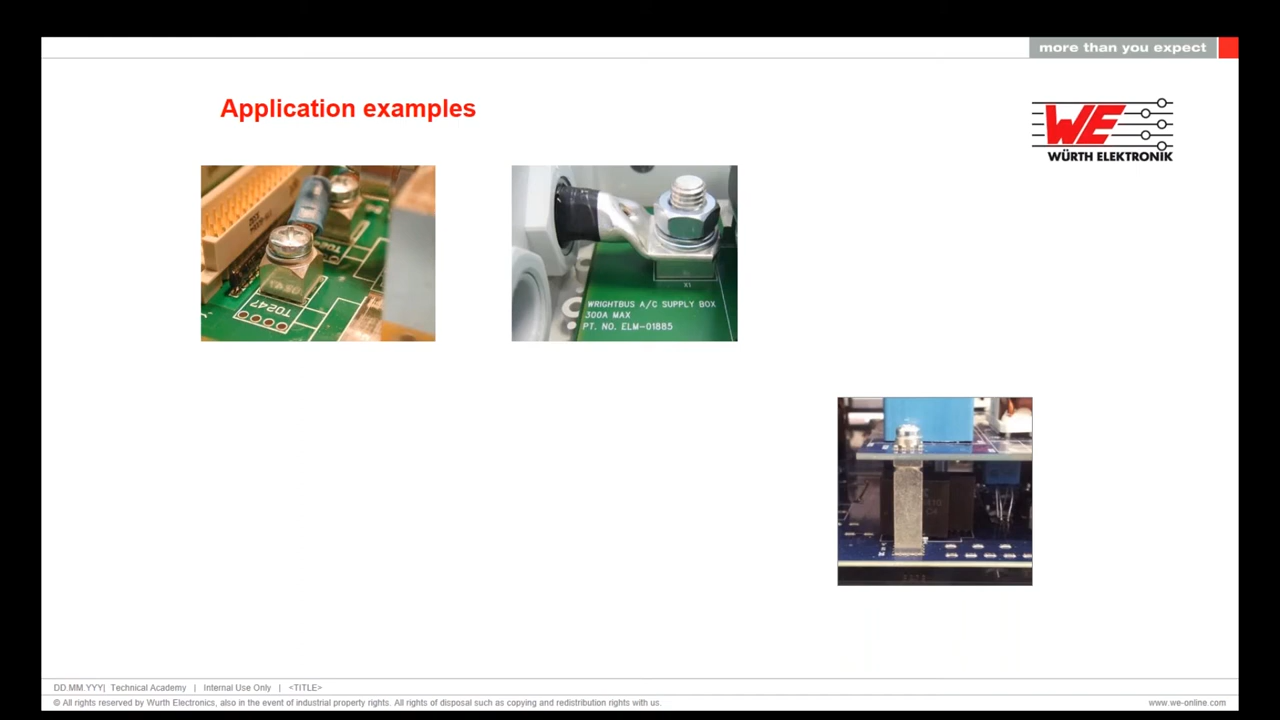 more than you expect
Application examples
WE
WÜRTH ELEKTRONIK
TO247
WRIGHTBUS A/C SUPPLY BOX
300A MAX
PT. NO. ELM-01885
DD.MM.YYY| Technical Academy | Internal Use Only | <TITLE>
© All rights reserved by Wurth Electronics, also in the event of industrial property rights. All rights of disposal such as copying and redistribution rights with us.
www.we-online.com